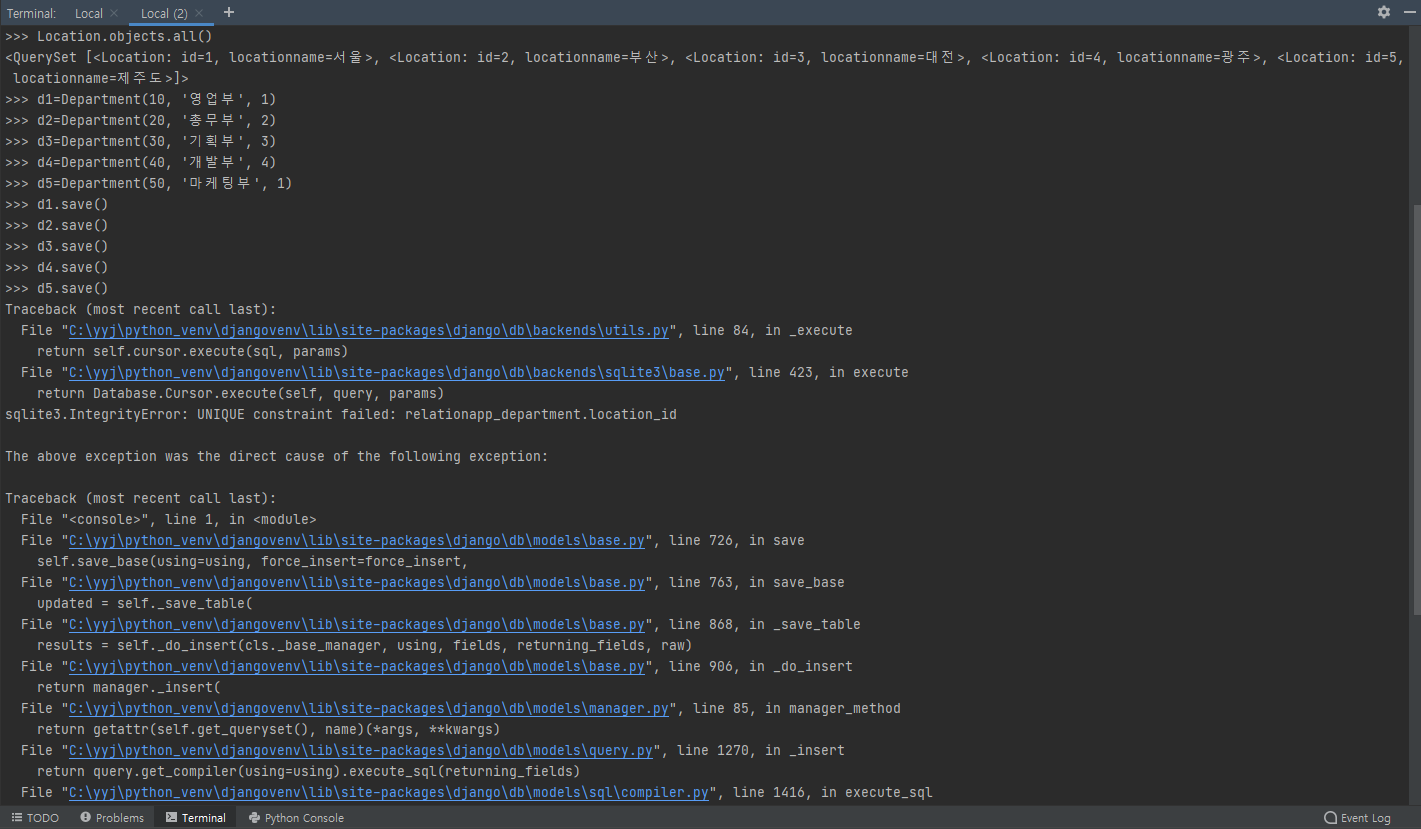 Terminal: Local × Local (2) × +
>>> Location.objects.all()
<QuerySet [<Location: id=1, locationname=서울>, <Location: id=2, locationname=부산>, <Location: id=3, locationname=대전>, <Location: id=4, locationname=광주>, <Location: id=5,
 locationname=제주도>]>
>>> d1=Department(10, '영업부', 1)
>>> d2=Department(20, '총무부', 2)
>>> d3=Department(30, '기획부', 3)
>>> d4=Department(40, '개발부', 4)
>>> d5=Department(50, '마케팅부', 1)
>>> d1.save()
>>> d2.save()
>>> d3.save()
>>> d4.save()
>>> d5.save()
Traceback (most recent call last):
  File "C:\yyj\python_venv\djangovenv\lib\site-packages\django\db\backends\utils.py", line 84, in _execute
    return self.cursor.execute(sql, params)
  File "C:\yyj\python_venv\djangovenv\lib\site-packages\django\db\backends\sqlite3\base.py", line 423, in execute
    return Database.Cursor.execute(self, query, params)
sqlite3.IntegrityError: UNIQUE constraint failed: relationapp_department.location_id
The above exception was the direct cause of the following exception:
Traceback (most recent call last):
  File "<console>", line 1, in <module>
  File "C:\yyj\python_venv\djangovenv\lib\site-packages\django\db\models\base.py", line 726, in save
    self.save_base(using=using, force_insert=force_insert,
  File "C:\yyj\python_venv\djangovenv\lib\site-packages\django\db\models\base.py", line 763, in save_base
    updated = self._save_table(
  File "C:\yyj\python_venv\djangovenv\lib\site-packages\django\db\models\base.py", line 868, in _save_table
    results = self._do_insert(cls._base_manager, using, fields, returning_fields, raw)
  File "C:\yyj\python_venv\djangovenv\lib\site-packages\django\db\models\base.py", line 906, in _do_insert
    return manager._insert(
  File "C:\yyj\python_venv\djangovenv\lib\site-packages\django\db\models\manager.py", line 85, in manager_method
    return getattr(self.get_queryset(), name)(*args, **kwargs)
  File "C:\yyj\python_venv\djangovenv\lib\site-packages\django\db\models\query.py", line 1270, in _insert
    return query.get_compiler(using=using).execute_sql(returning_fields)
  File "C:\yyj\python_venv\djangovenv\lib\site-packages\django\db\models\sql\compiler.py", line 1416, in execute_sql
TODO Problems Terminal Python Console Event Log